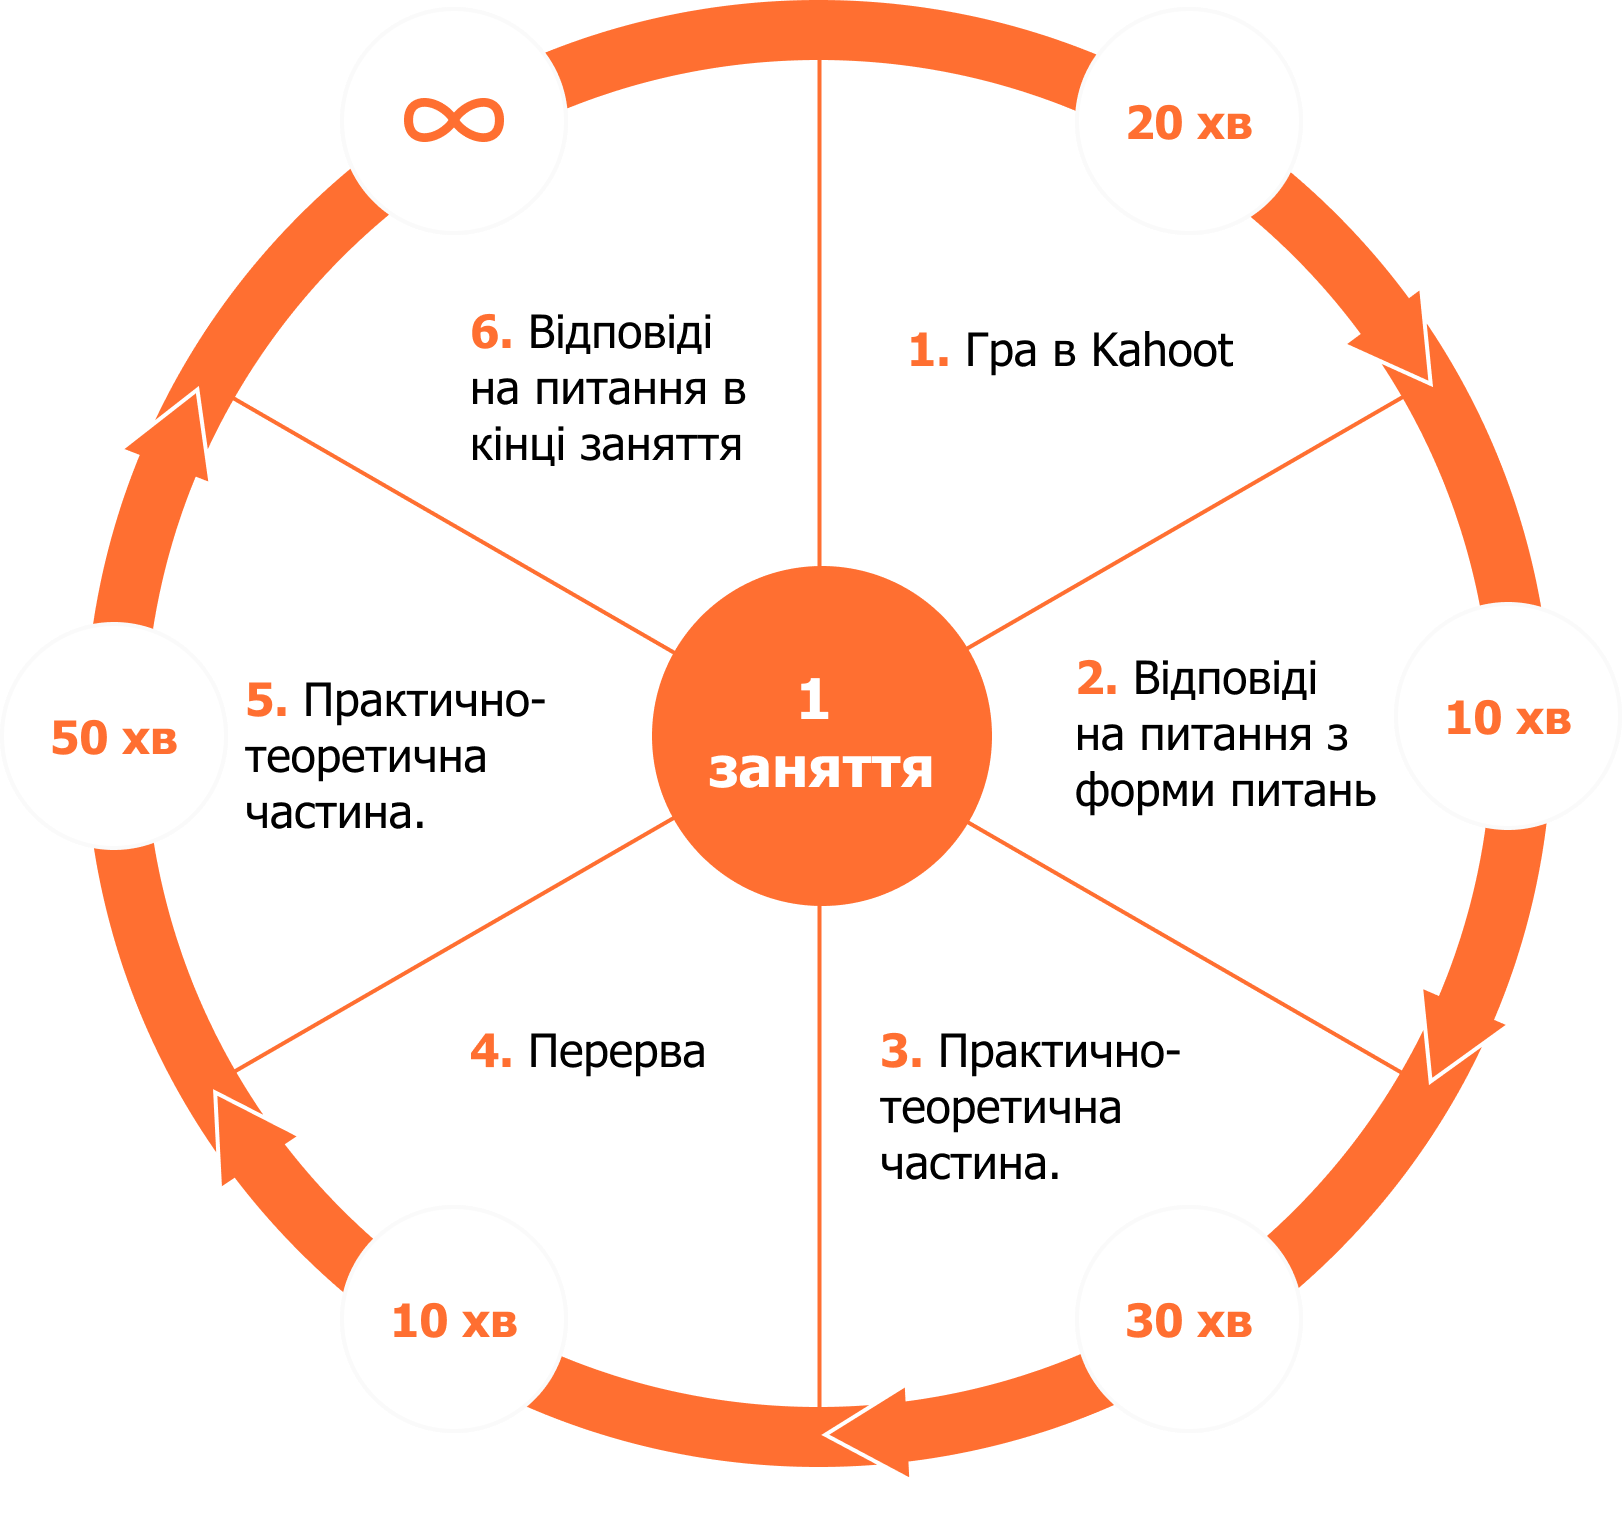 1
заняття
20 хв
1. Гра в Kahoot
10 хв
2. Відповіді
на питання з
форми питань
30 хв
3. Практично-
теоретична
частина.
10 хв
4. Перерва
50 хв
5. Практично-
теоретична
частина.
∞
6. Відповіді
на питання в
кінці заняття